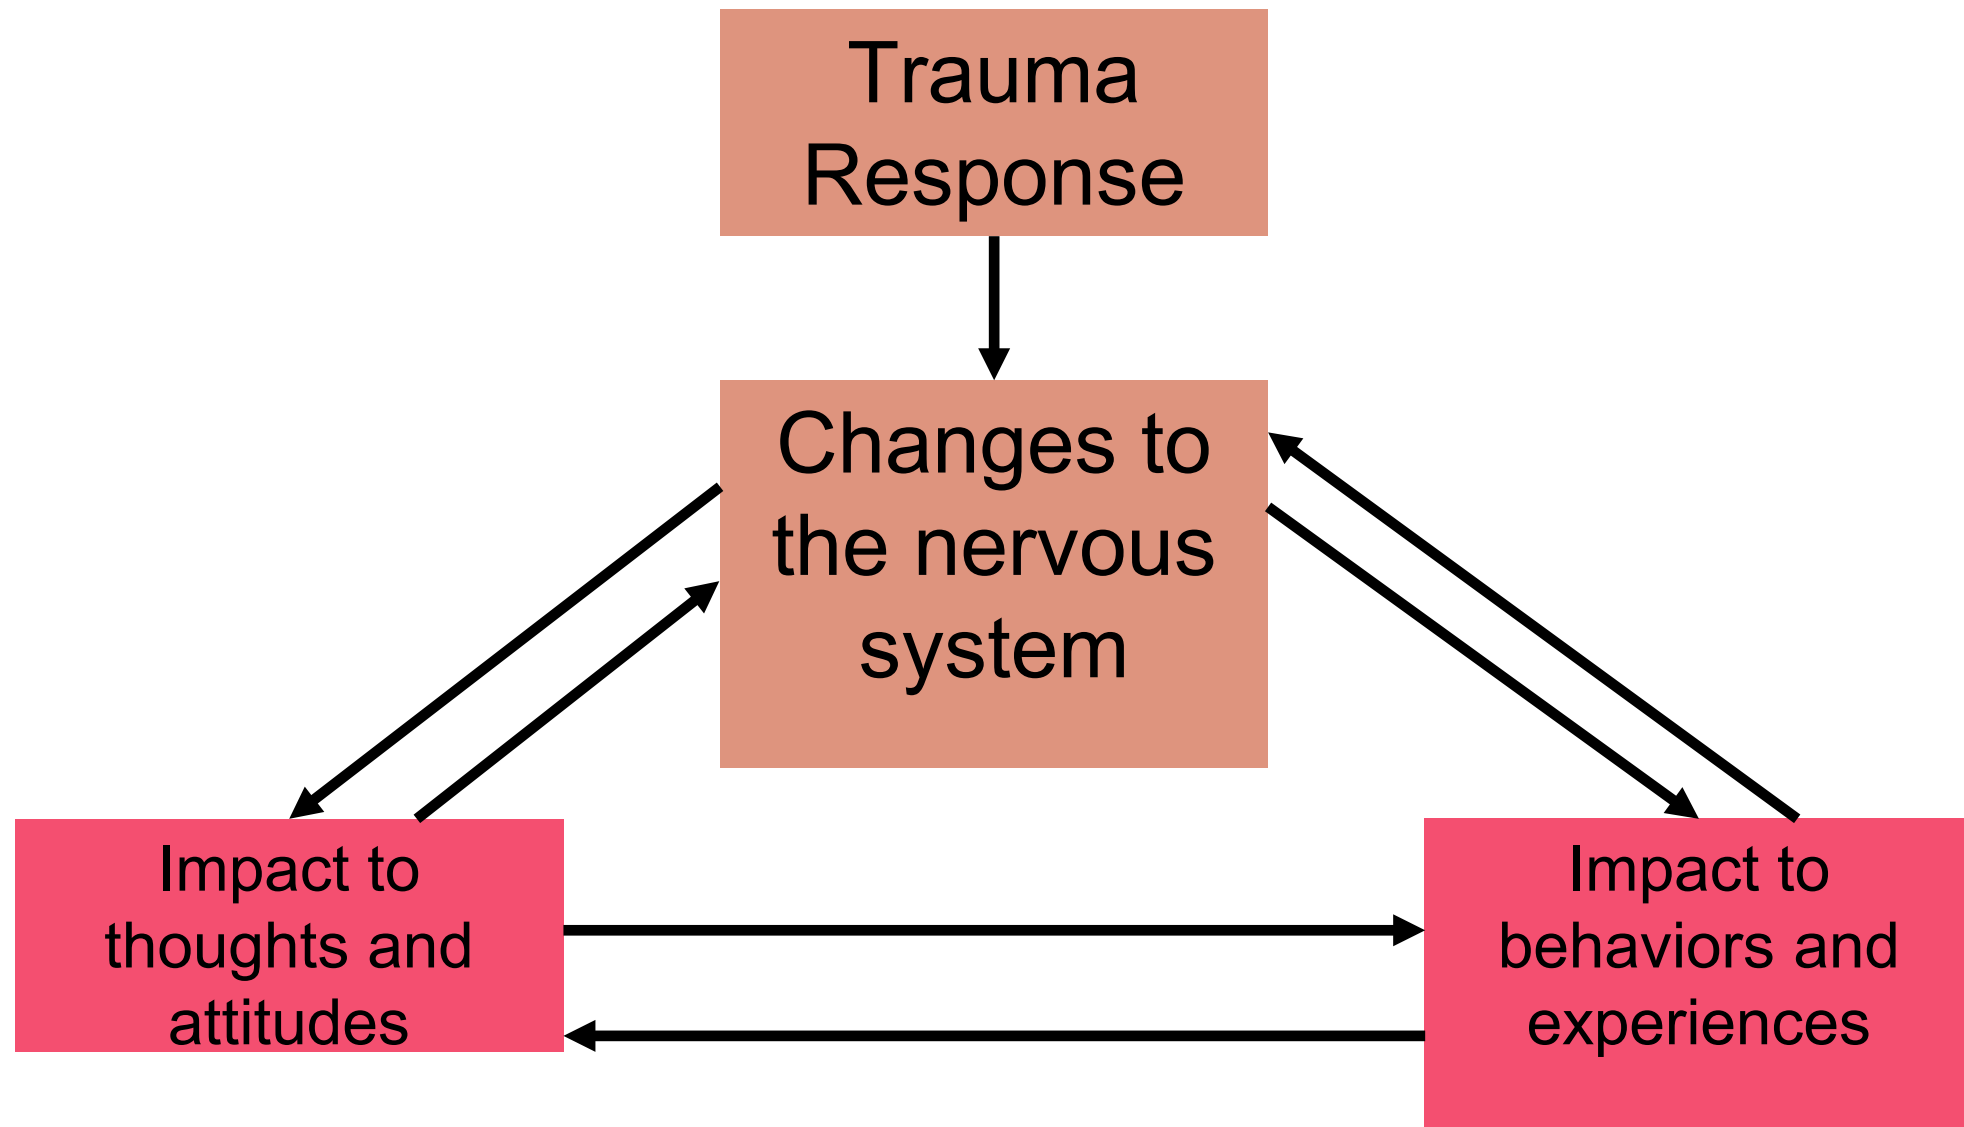 Trauma
Response
Changes to
the nervous
system
Impact to
thoughts and
attitudes
Impact to
behaviors and
experiences